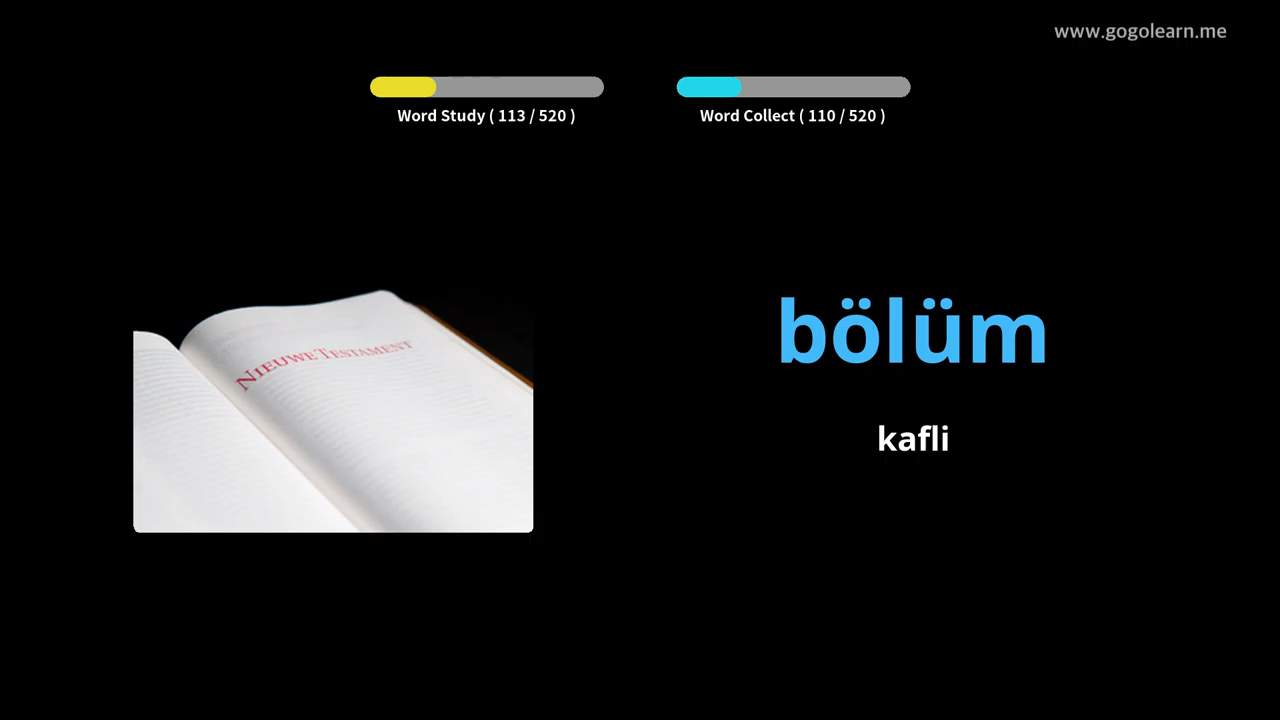 www.gogolearn.me
Word Study ( 113 / 520 )
Word Collect ( 110 / 520 )
NIEUWE TESTAMENT
bölüm
kafli